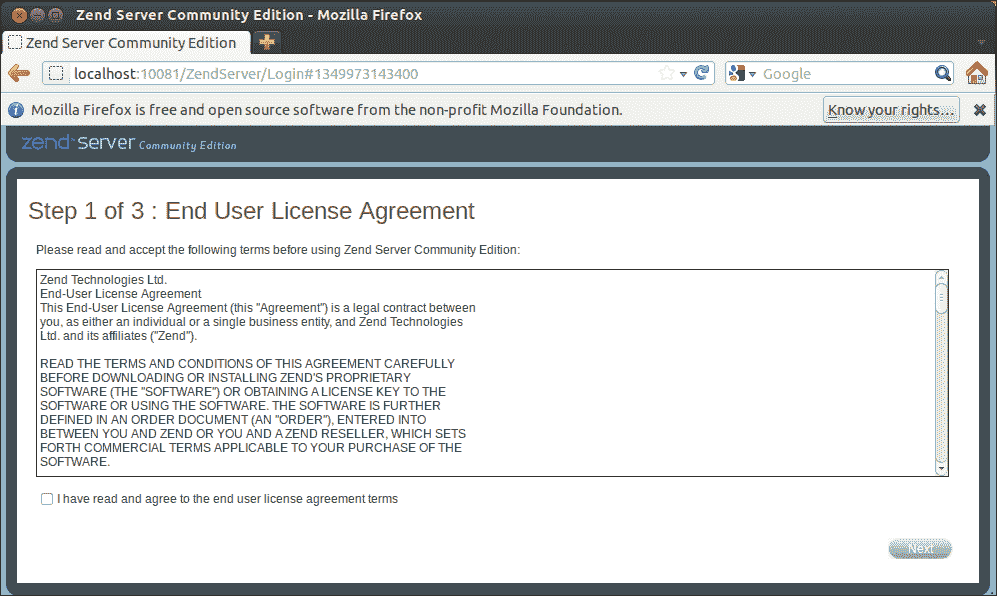 Zend Server Community Edition - Mozilla Firefox
Zend Server Community Edition
localhost:10081/ZendServer/Login#1349973143400
Google
Mozilla Firefox is free and open source software from the non-profit Mozilla Foundation.
Know your rights...
zend server Community Edition
Step 1 of 3 : End User License Agreement
Please read and accept the following terms before using Zend Server Community Edition:
Zend Technologies Ltd.
End-User License Agreement
This End-User License Agreement (this "Agreement") is a legal contract between
you, as either an individual or a single business entity, and Zend Technologies
Ltd. and its affiliates ("Zend").
READ THE TERMS AND CONDITIONS OF THIS AGREEMENT CAREFULLY
BEFORE DOWNLOADING OR INSTALLING ZEND'S PROPRIETARY
SOFTWARE (THE "SOFTWARE") OR OBTAINING A LICENSE KEY TO THE
SOFTWARE OR USING THE SOFTWARE. THE SOFTWARE IS FURTHER
DEFINED IN AN ORDER DOCUMENT (AN "ORDER"), ENTERED INTO
BETWEEN YOU AND ZEND OR YOU AND A ZEND RESELLER, WHICH SETS
FORTH COMMERCIAL TERMS APPLICABLE TO YOUR PURCHASE OF THE
SOFTWARE.
I have read and agree to the end user license agreement terms
Next